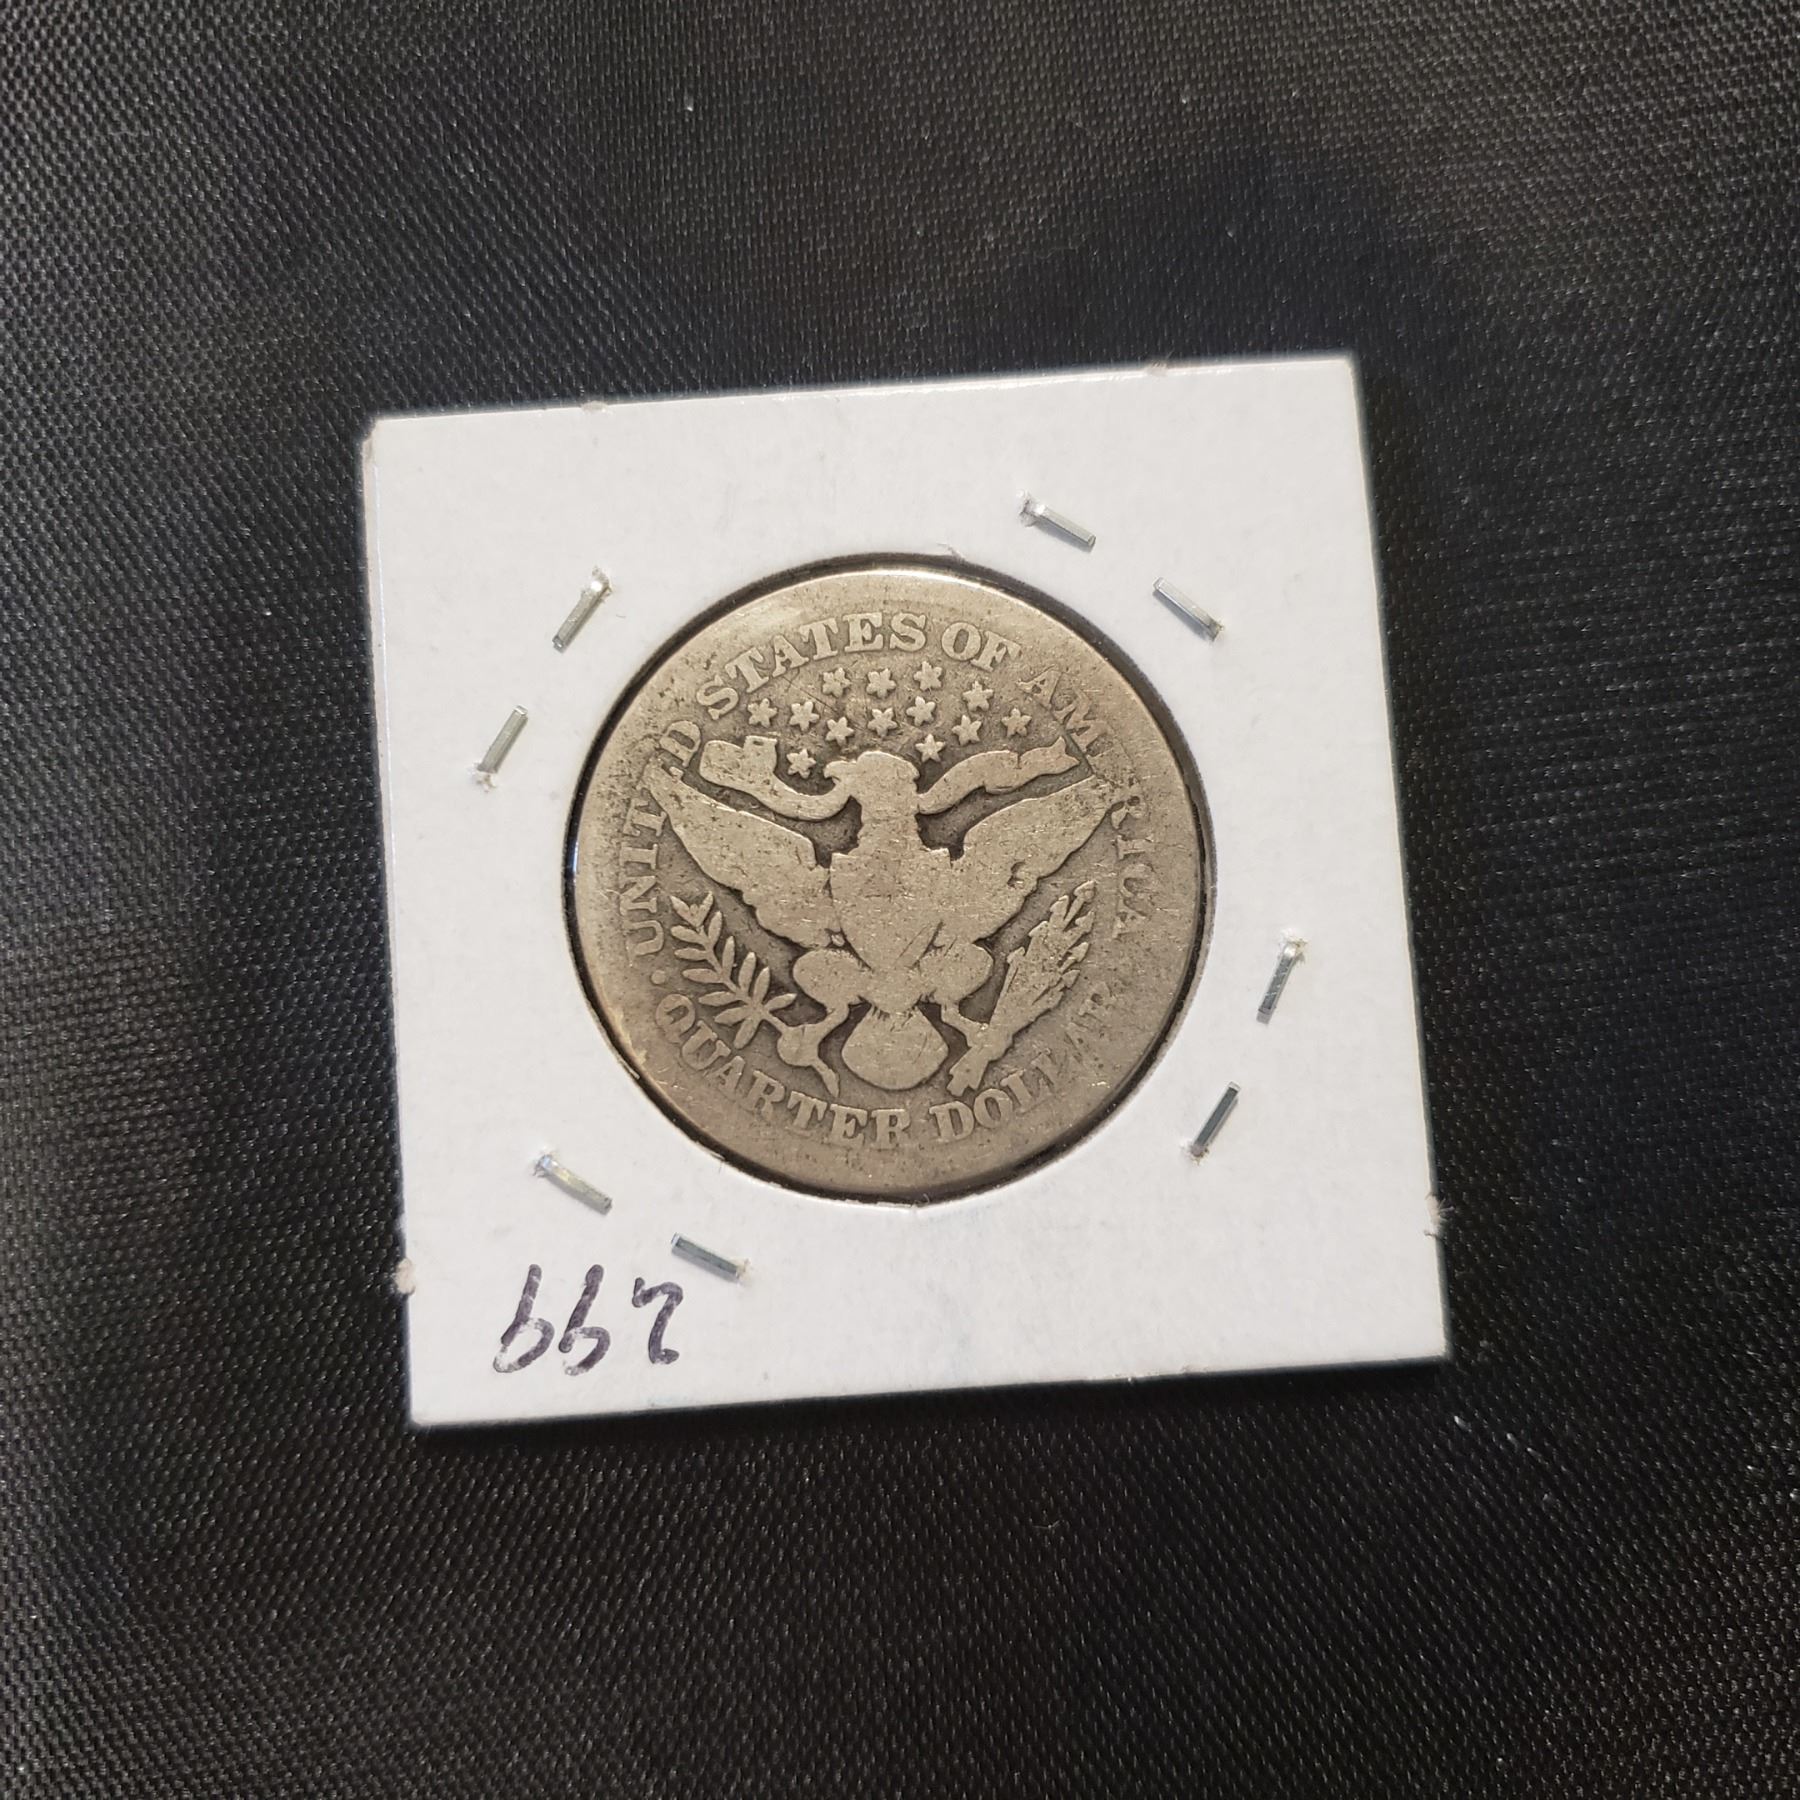 UNITED STATES OF AMERICA
QUARTER DOLLAR
299